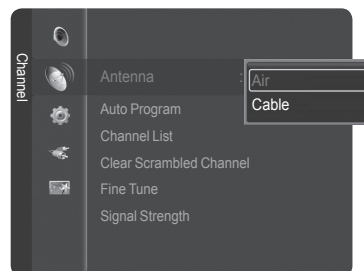 Channel
Antenna : Air
Cable
Auto Program
Channel List
Clear Scrambled Channel
Fine Tune
Signal Strength